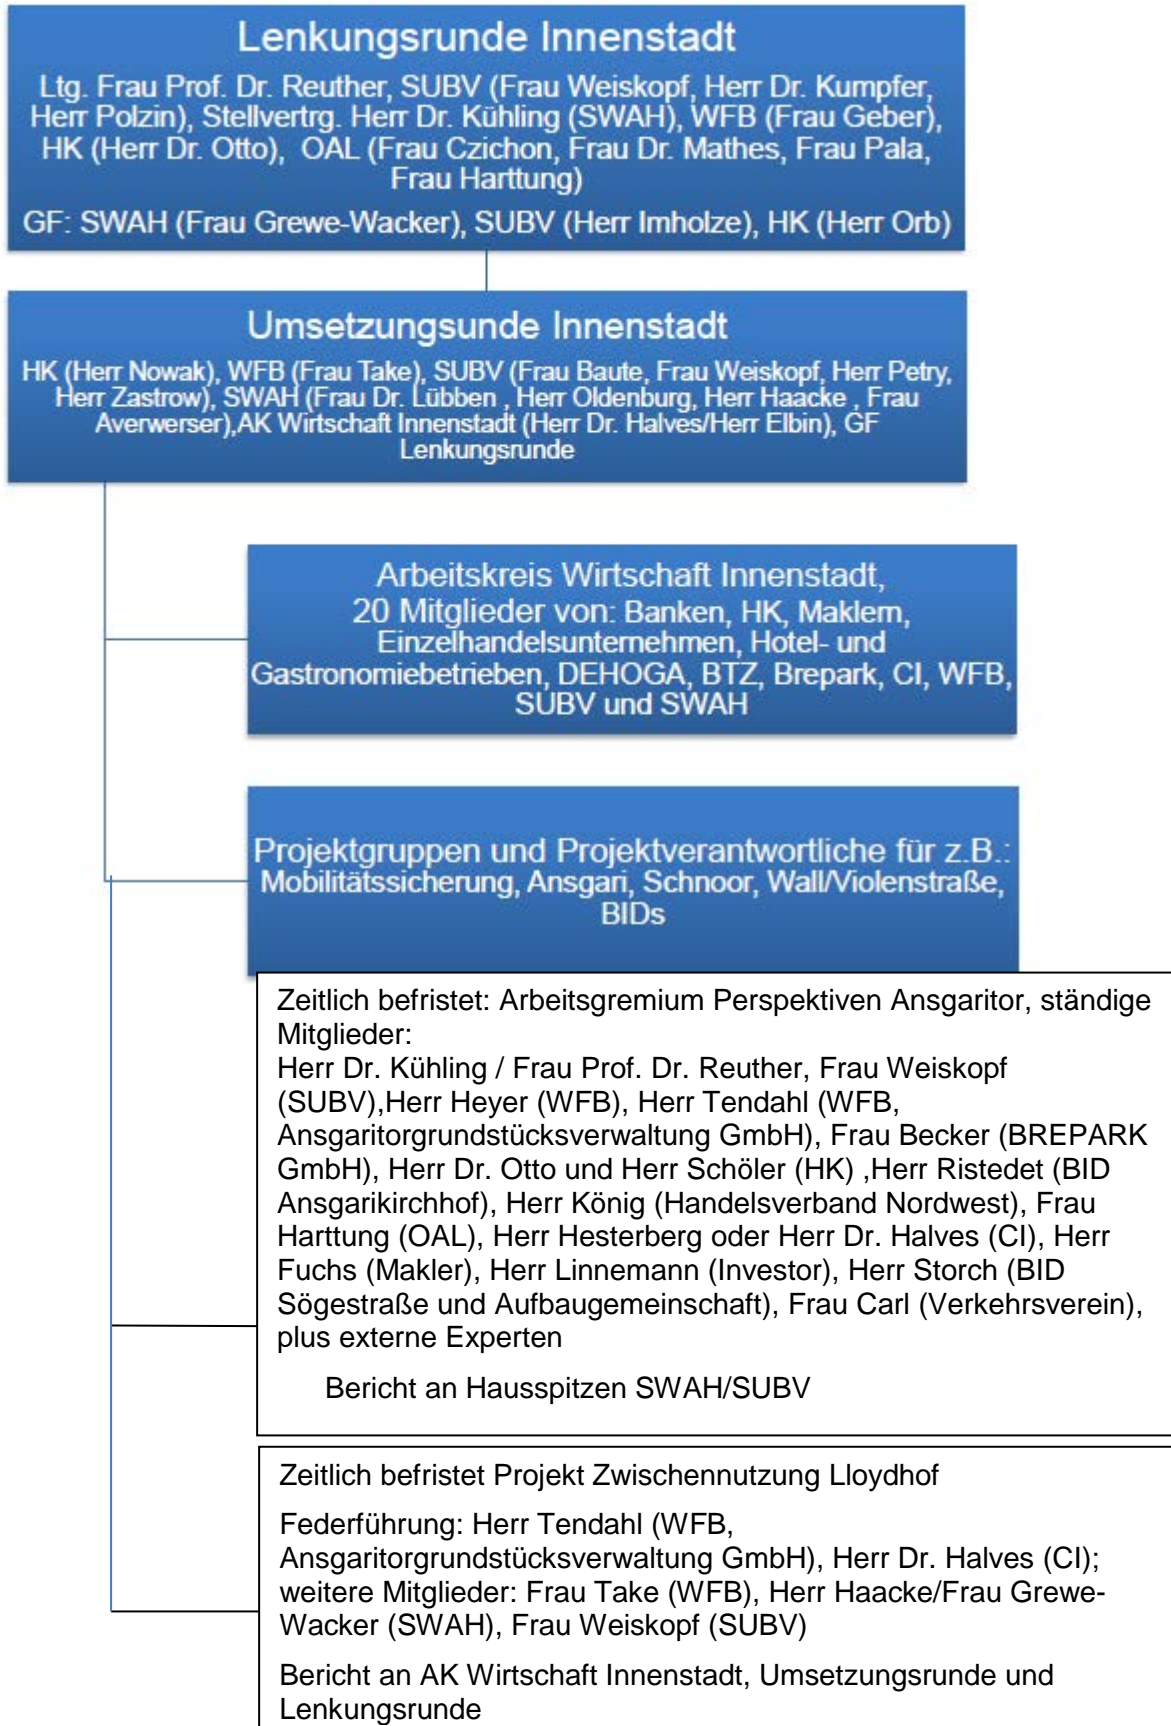 Lenkungsrunde Innenstadt
Ltg. Frau Prof. Dr. Reuther, SUBV (Frau Weiskopf, Herr Dr. Kumpfer,
Herr Polzin), Stellvertrg. Herr Dr. Kühling (SWAH), WFB (Frau Geber),
HK (Herr Dr. Otto), OAL (Frau Czichon, Frau Dr. Mathes, Frau Pala,
Frau Harttung)
GF: SWAH (Frau Grewe-Wacker), SUBV (Herr Imholze), HK (Herr Orb)
Umsetzungsunde Innenstadt
HK (Herr Nowak), WFB (Frau Take), SUBV (Frau Baute, Frau Weiskopf, Herr Petry,
Herr Zastrow), SWAH (Frau Dr. Lübben , Herr Oldenburg, Herr Haacke , Frau
Averwerser),AK Wirtschaft Innenstadt (Herr Dr. Halves/Herr Elbin), GF
Lenkungsrunde
Arbeitskreis Wirtschaft Innenstadt,
20 Mitglieder von: Banken, HK, Maklern,
Einzelhandelsunternehmen, Hotel- und
Gastronomiebetrieben, DEHOGA, BTZ, Brepark, CI, WFB,
SUBV und SWAH
Projektgruppen und Projektverantwortliche für z.B.:
Mobilitätssicherung, Ansgari, Schnoor, Wall/Violenstraße,
BIDs
Zeitlich befristet: Arbeitsgremium Perspektiven Ansgaritor, ständige
Mitglieder:
Herr Dr. Kühling / Frau Prof. Dr. Reuther, Frau Weiskopf
(SUBV),Herr Heyer (WFB), Herr Tendahl (WFB,
Ansgaritorgrundstücksverwaltung GmbH), Frau Becker (BREPARK
GmbH), Herr Dr. Otto und Herr Schöler (HK) ,Herr Ristedet (BID
Ansgarikirchhof), Herr König (Handelsverband Nordwest), Frau
Harttung (OAL), Herr Hesterberg oder Herr Dr. Halves (CI), Herr
Fuchs (Makler), Herr Linnemann (Investor), Herr Storch (BID
Sögestraße und Aufbaugemeinschaft), Frau Carl (Verkehrsverein),
plus externe Experten
Bericht an Hausspitzen SWAH/SUBV
Zeitlich befristet Projekt Zwischennutzung Lloydhof
Federführung: Herr Tendahl (WFB,
Ansgaritorgrundstücksverwaltung GmbH), Herr Dr. Halves (CI);
weitere Mitglieder: Frau Take (WFB), Herr Haacke/Frau Grewe-
Wacker (SWAH), Frau Weiskopf (SUBV)
Bericht an AK Wirtschaft Innenstadt, Umsetzungsrunde und
Lenkungsrunde